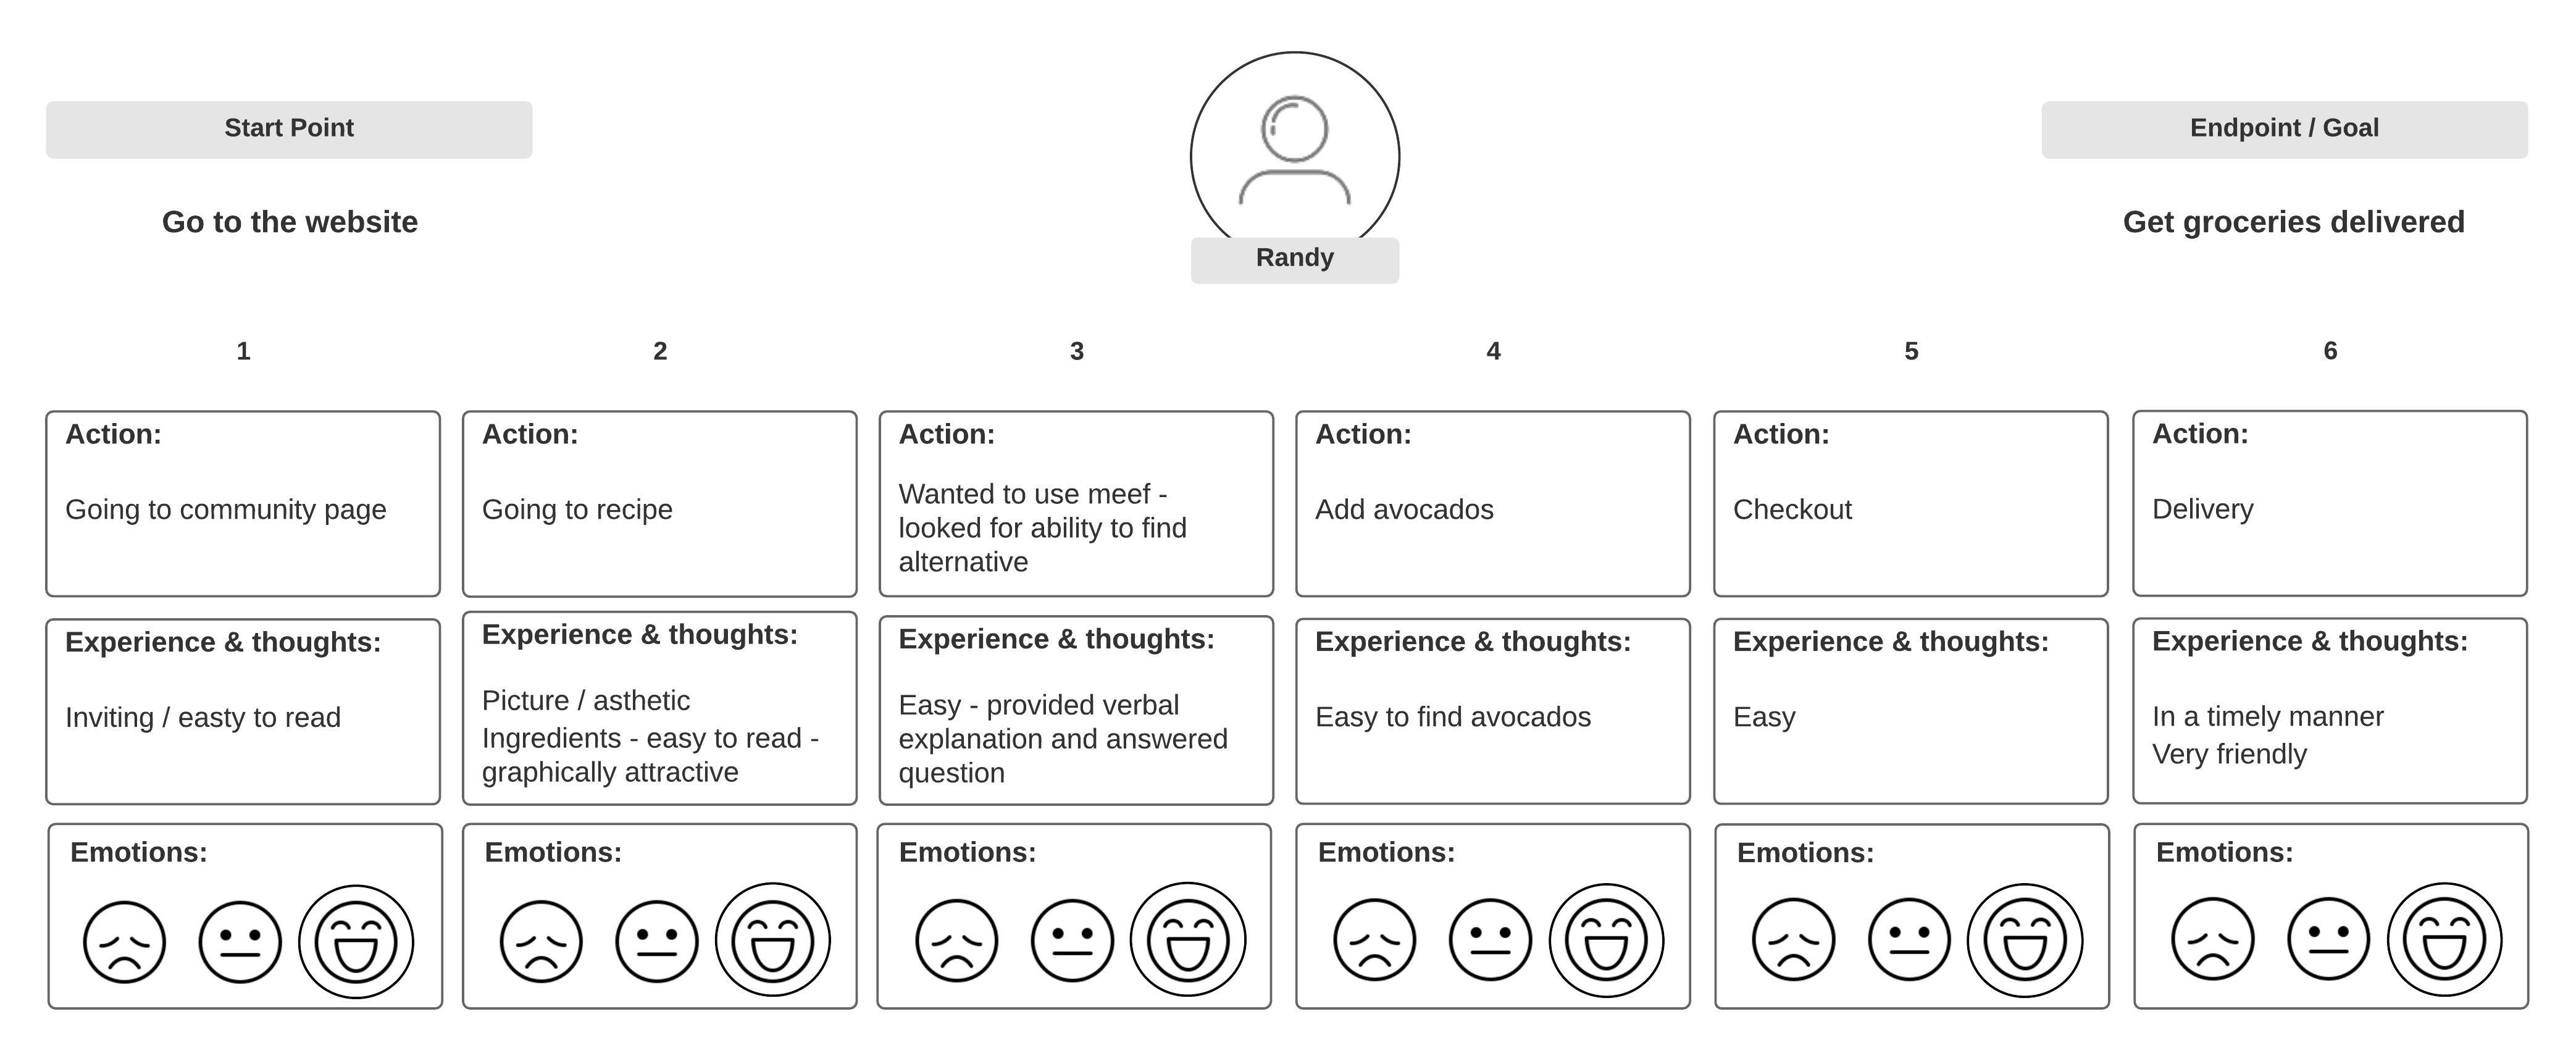 Start Point
Endpoint / Goal
Go to the website
Get groceries delivered
Randy
1
2
3
4
5
6
Action:
Going to community page
Action:
Going to recipe
Action:
Wanted to use meef -
looked for ability to find
alternative
Action:
Add avocados
Action:
Checkout
Action:
Delivery
Experience & thoughts:
Inviting / easty to read
Experience & thoughts:
Picture / asthetic
Ingredients - easy to read -
graphically attractive
Experience & thoughts:
Easy - provided verbal
explanation and answered
question
Experience & thoughts:
Easy to find avocados
Experience & thoughts:
Easy
Experience & thoughts:
In a timely manner
Very friendly
Emotions:
Emotions:
Emotions:
Emotions:
Emotions:
Emotions: